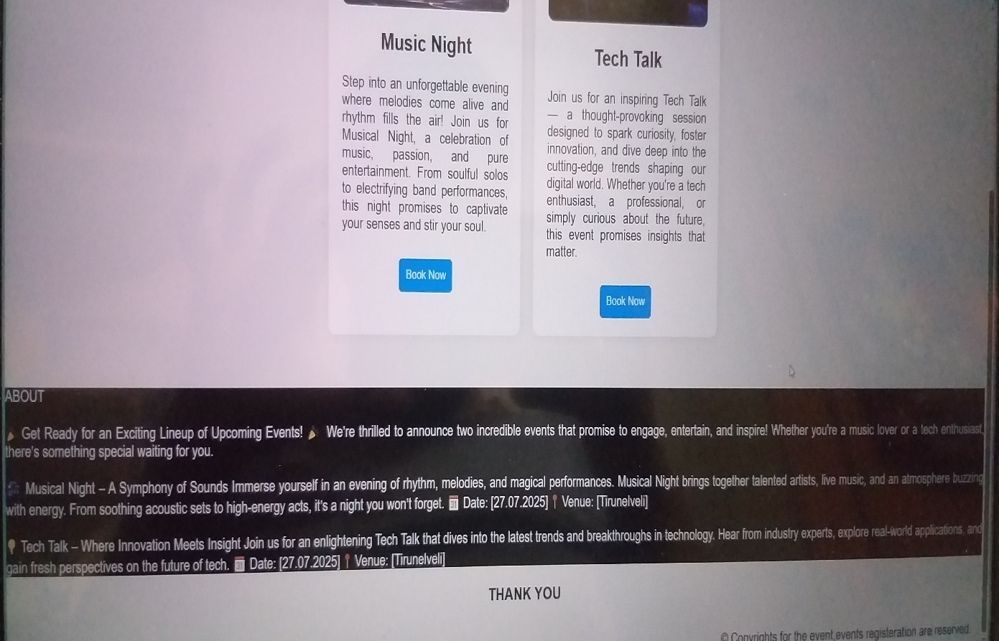 Music Night
Step into an unforgettable evening
where melodies come alive and
rhythm fills the air! Join us for
Musical Night, a celebration of
music, passion, and pure
entertainment. From soulful solos
to electrifying band performances,
this night promises to captivate
your senses and stir your soul.
Book Now
Tech Talk
Join us for an inspiring Tech Talk
— a thought-provoking session
designed to spark curiosity, foster
innovation, and dive deep into the
cutting-edge trends shaping our
digital world. Whether you're a tech
enthusiast, a professional, or
simply curious about the future,
this event promises insights that
matter.
Book Now
ABOUT
🎉 Get Ready for an Exciting Lineup of Upcoming Events! 🎉 We're thrilled to announce two incredible events that promise to engage, entertain, and inspire! Whether you're a music lover or a tech enthusiast,
there's something special waiting for you.
🎶 Musical Night – A Symphony of Sounds Immerse yourself in an evening of rhythm, melodies, and magical performances. Musical Night brings together talented artists, live music, and an atmosphere buzzing
with energy. From soothing acoustic sets to high-energy acts, it's a night you won't forget. 📅 Date: [27.07.2025] 📍 Venue: [Tirunelveli]
💡 Tech Talk – Where Innovation Meets Insight Join us for an enlightening Tech Talk that dives into the latest trends and breakthroughs in technology. Hear from industry experts, explore real-world applications, and
gain fresh perspectives on the future of tech. 📅 Date: [27.07.2025] 📍 Venue: [Tirunelveli]
THANK YOU
© Copyrights for the event,events registeration are reserved